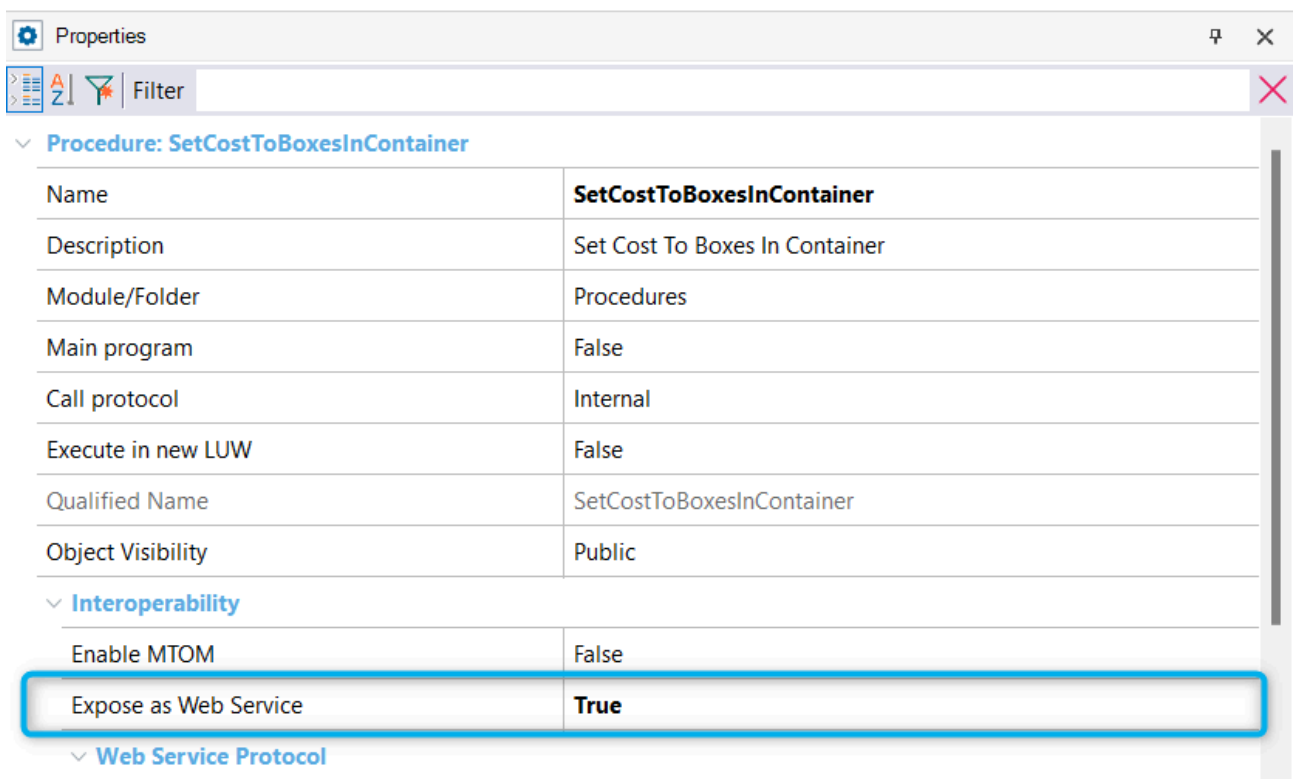 Properties
Filter
Procedure: SetCostToBoxesInContainer
Name SetCostToBoxesInContainer
Description Set Cost To Boxes In Container
Module/Folder Procedures
Main program False
Call protocol Internal
Execute in new LUW False
Qualified Name SetCostToBoxesInContainer
Object Visibility Public
Interoperability
Enable MTOM False
Expose as Web Service True
Web Service Protocol